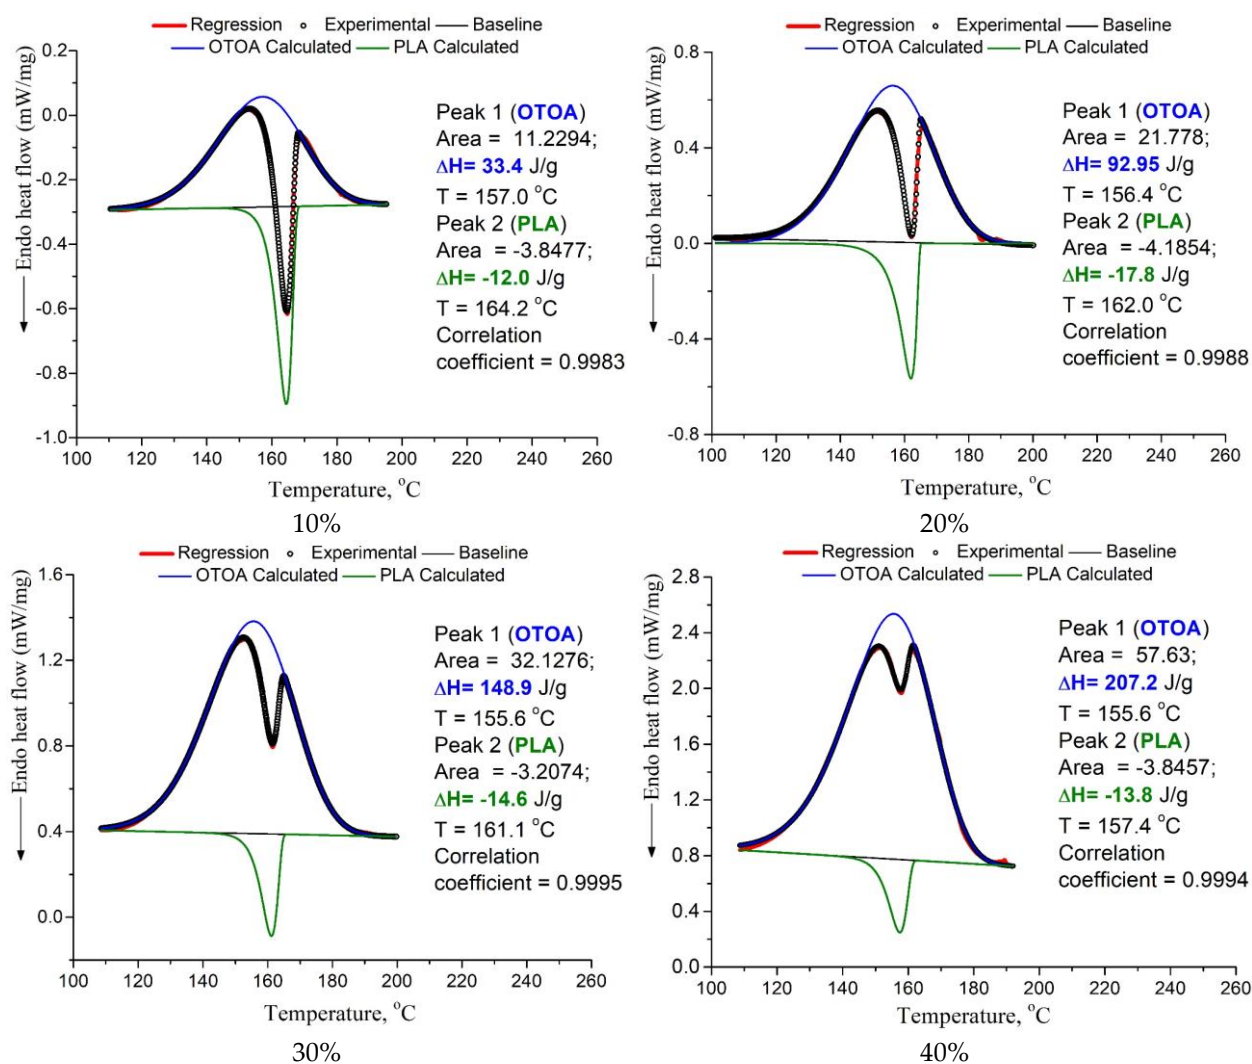 Regression Experimental Baseline
OTOA Calculated PLA Calculated
Endo heat flow (mW/mg)
0.2
0.0
-0.2
-0.4
-0.6
-0.8
-1.0
100 120 140 160 180 200 220 240 260
Temperature, °C
Peak 1 (OTOA)
Area = 11.2294;
ΔH= 33.4 J/g
T = 157.0 °C
Peak 2 (PLA)
Area = -3.8477;
ΔH= -12.0 J/g
T = 164.2 °C
Correlation
coefficient = 0.9983
10%
Regression Experimental Baseline
OTOA Calculated PLA Calculated
Endo heat flow (mW/mg)
0.8
0.4
0.0
-0.4
-0.8
100 120 140 160 180 200 220 240 260
Temperature, °C
Peak 1 (OTOA)
Area = 21.778;
ΔH= 92.95 J/g
T = 156.4 °C
Peak 2 (PLA)
Area = -4.1854;
ΔH= -17.8 J/g
T = 162.0 °C
Correlation
coefficient = 0.9988
20%
Regression Experimental Baseline
OTOA Calculated PLA Calculated
Endo heat flow (mW/mg)
1.6
1.2
0.8
0.4
0.0
100 120 140 160 180 200 220 240 260
Temperature, °C
Peak 1 (OTOA)
Area = 32.1276;
ΔH= 148.9 J/g
T = 155.6 °C
Peak 2 (PLA)
Area = -3.2074;
ΔH= -14.6 J/g
T = 161.1 °C
Correlation
coefficient = 0.9995
30%
Regression Experimental Baseline
OTOA Calculated PLA Calculated
Endo heat flow (mW/mg)
2.8
2.4
2.0
1.6
1.2
0.8
0.4
0.0
100 120 140 160 180 200 220 240 260
Temperature, °C
Peak 1 (OTOA)
Area = 57.63;
ΔH= 207.2 J/g
T = 155.6 °C
Peak 2 (PLA)
Area = -3.8457;
ΔH= -13.8 J/g
T = 157.4 °C
Correlation
coefficient = 0.9994
40%